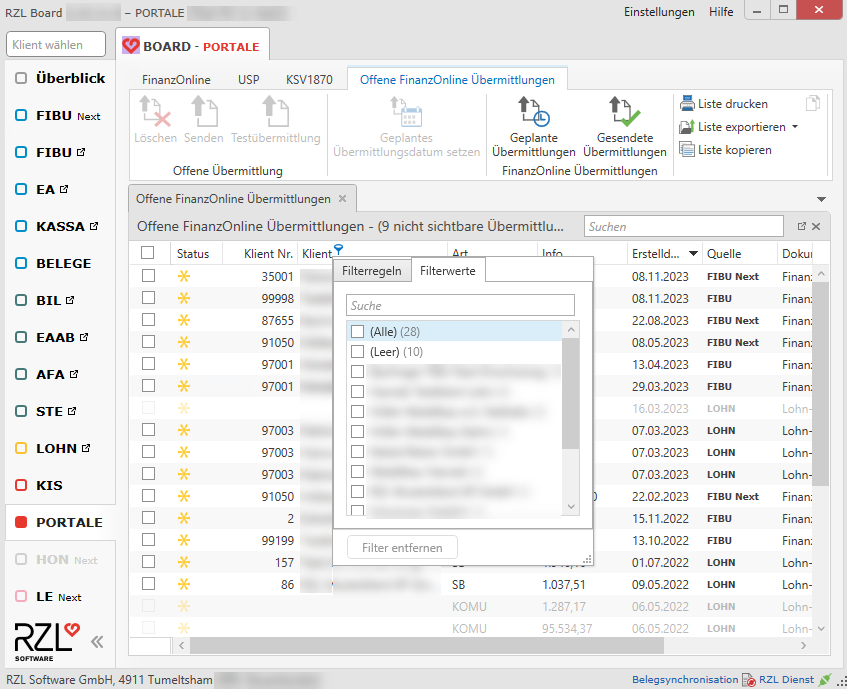 RZL Board – PORTALE
Einstellungen Hilfe
Klient wählen
BOARD - PORTALE
Überblick
FIBU Next
FIBU
EA
KASSA
BELEGE
BIL
EAAB
AFA
STE
LOHN
KIS
PORTALE
HON Next
LE Next
RZL
SOFTWARE
FinanzOnline USP KSV1870 Offene FinanzOnline Übermittlungen
Löschen Senden Testübermittlung
Offene Übermittlung
Geplantes
Übermittlungsdatum setzen
Geplante
Übermittlungen
Gesendete
Übermittlungen
FinanzOnline Übermittlungen
Liste drucken
Liste exportieren
Liste kopieren
Offene FinanzOnline Übermittlungen
Offene FinanzOnline Übermittlungen - (9 nicht sichtbare Übermittlu...
Suchen
Status Klient Nr. Klient Art Info Erstelld... Quelle Dokui
35001 08.11.2023 FIBU Next Finanz
99998 08.11.2023 FIBU Finanz
87655 22.08.2023 FIBU Next Finanz
91050 08.05.2023 FIBU Next Finanz
97001 13.04.2023 FIBU Finanz
97001 29.03.2023 FIBU Finanz
16.03.2023 LOHN Lohn-
97003 07.03.2023 LOHN Lohn-
97003 07.03.2023 LOHN Lohn-
97003 07.03.2023 LOHN Lohn-
91050 22.02.2023 FIBU Next Finanz
2 15.11.2022 FIBU Finanz
99199 13.10.2022 FIBU Finanz
157 01.07.2022 LOHN Lohn-
86 SB 1.037,51 09.05.2022 LOHN Lohn-
KOMU 1.287,17 06.05.2022 LOHN Lohn-
KOMU 95.534,37 06.05.2022 LOHN Lohn-
Filterregeln Filterwerte
Suche
(Alle) (28)
(Leer) (10)
Filter entfernen
RZL Software GmbH, 4911 Tumeltsham
Belegsynchronisation RZL Dienst